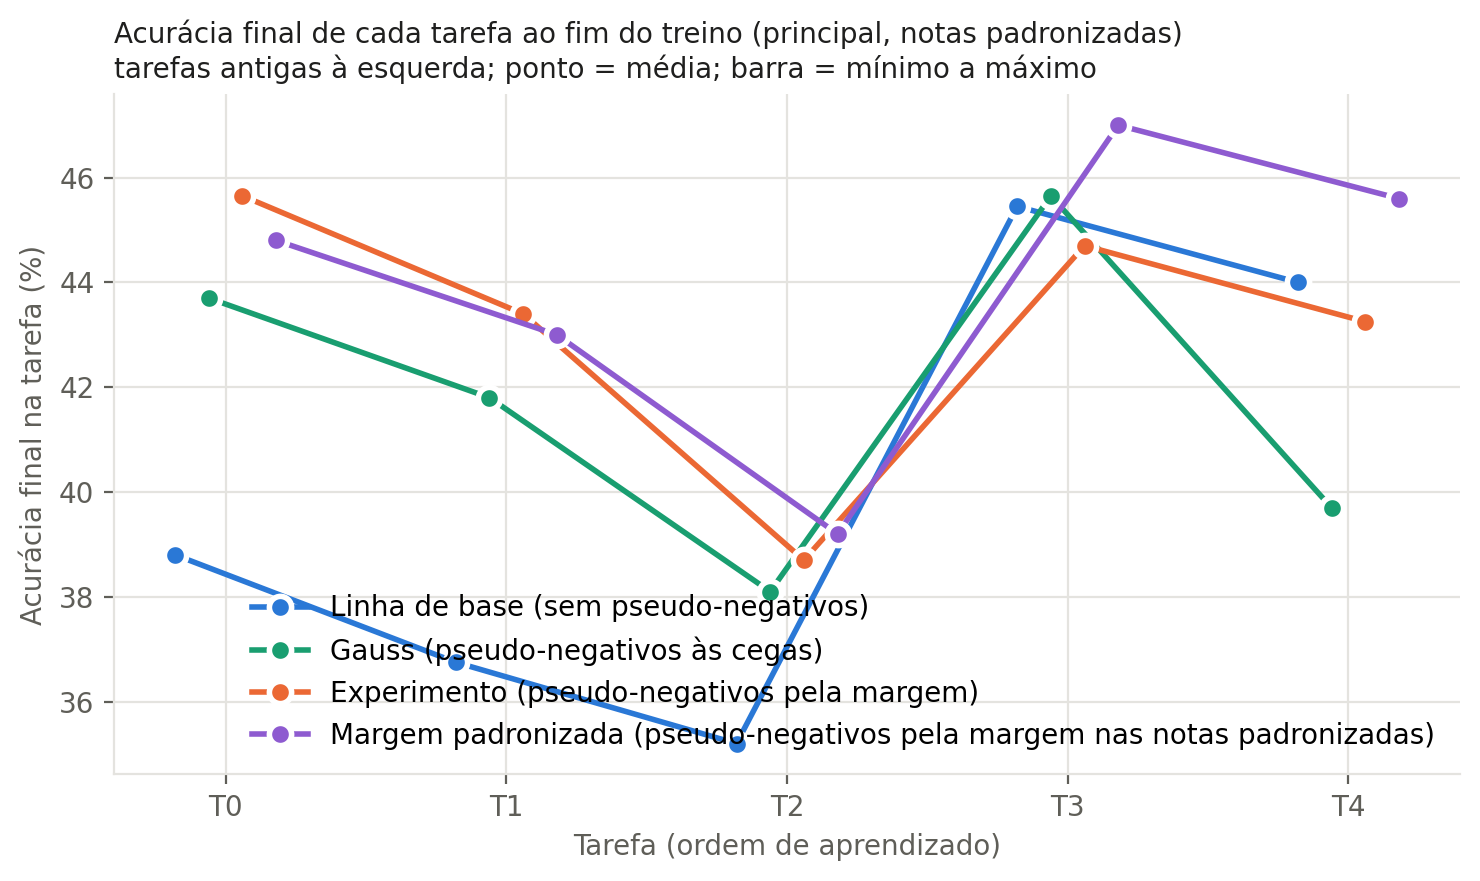 Acurácia final de cada tarefa ao fim do treino (principal, notas padronizadas)
tarefas antigas à esquerda; ponto = média; barra = mínimo a máximo
Acurácia final na tarefa (%)
46
44
42
40
38
36
Linha de base (sem pseudo-negativos)
Gauss (pseudo-negativos às cegas)
Experimento (pseudo-negativos pela margem)
Margem padronizada (pseudo-negativos pela margem nas notas padronizadas)
T0 T1 T2 T3 T4
Tarefa (ordem de aprendizado)